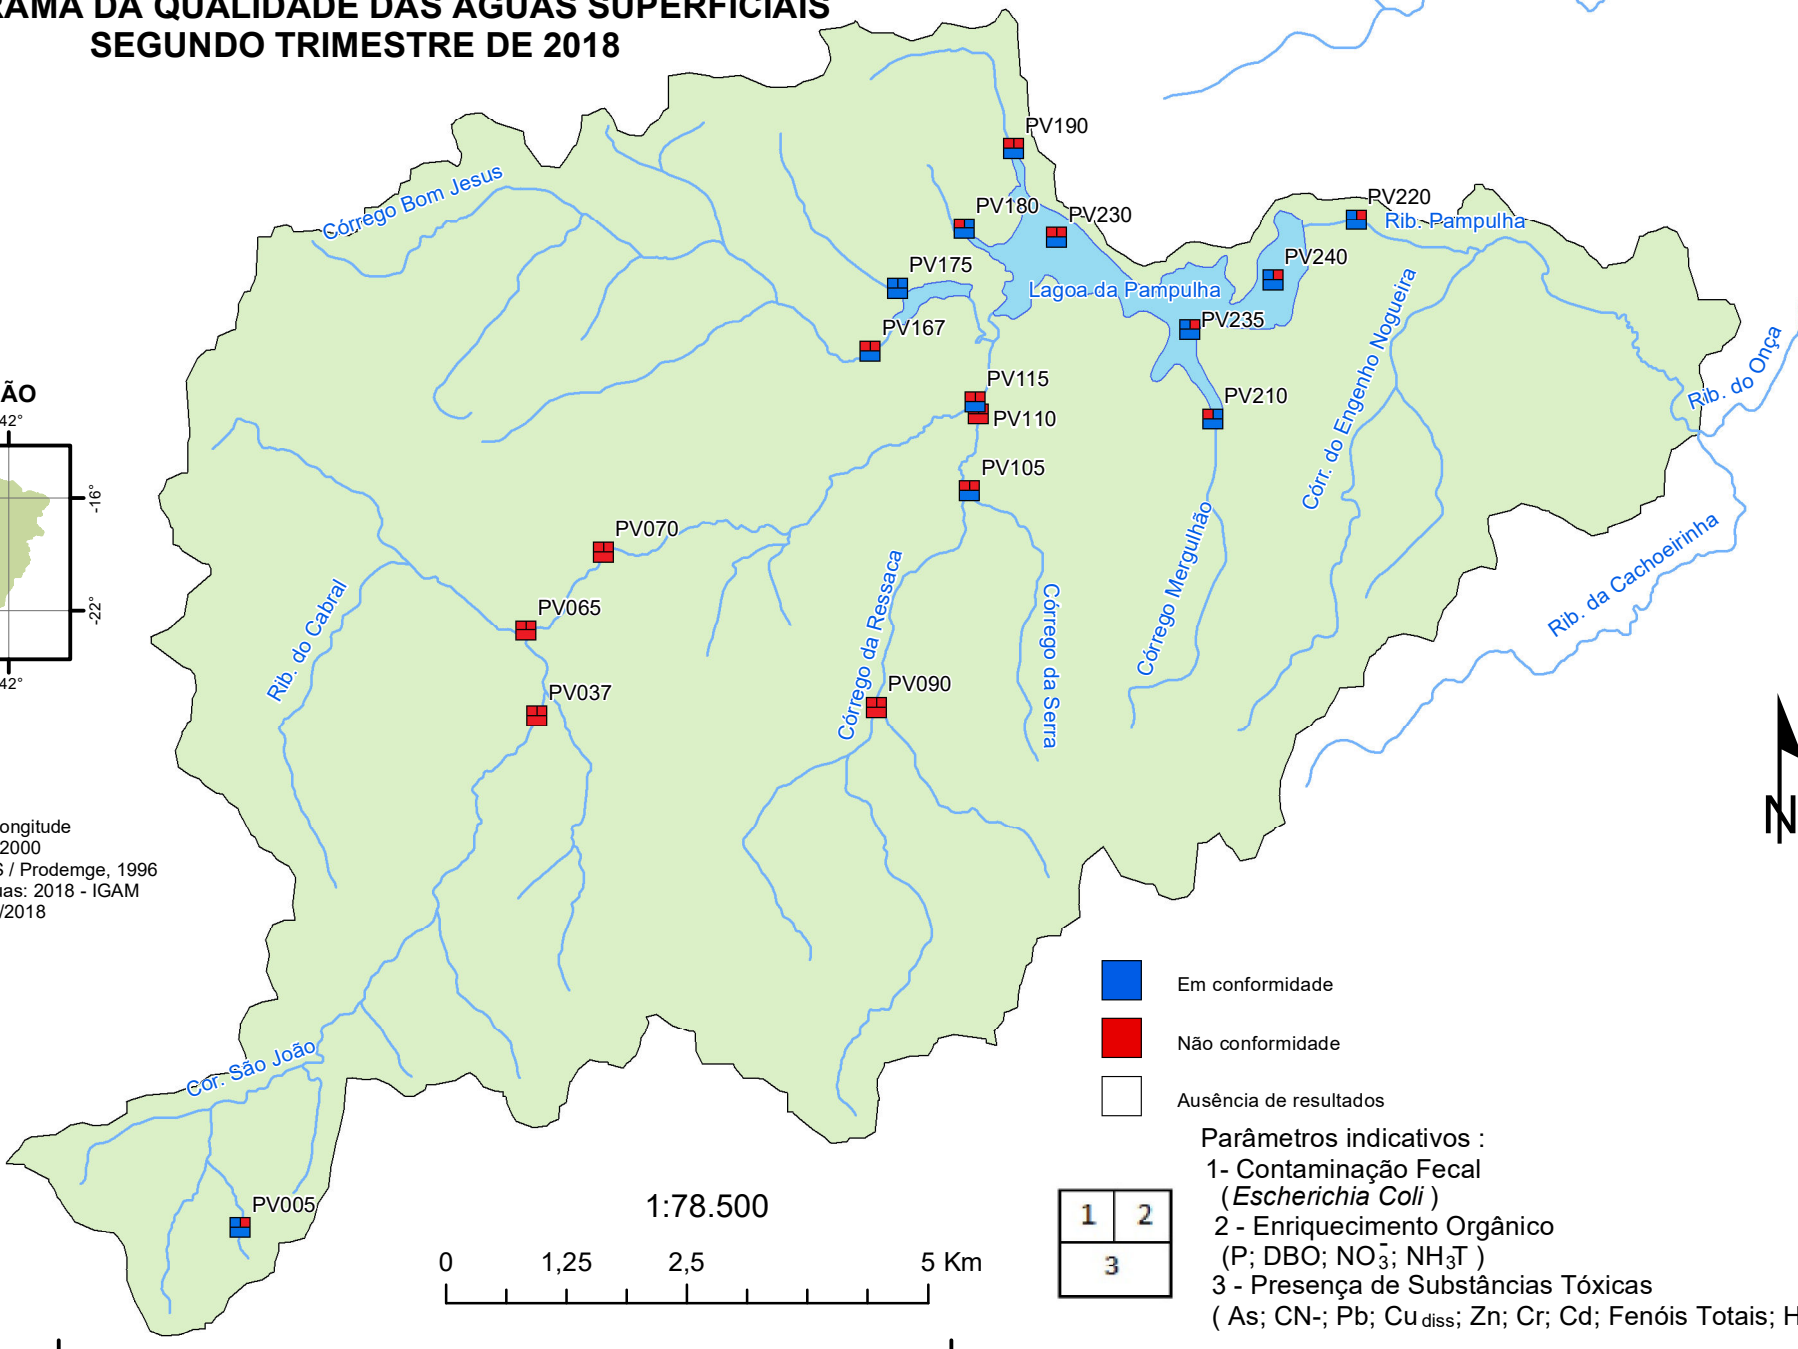 RAMA DA QUALIDADE DAS ÁGUAS SUPERFICIAIS
SEGUNDO TRIMESTRE DE 2018
PV190
Córrego Bom Jesus
PV180
PV230
PV220
Rib. Pampulha
PV240
PV175
Lagoa da Pampulha
PV235
PV167
PV115
PV110
PV210
Córr. do Engenho Nogueira
Rib. do Onça
ÃO
42°
-16°
-22°
42°
PV105
PV070
Rib. da Cachoeirinha
PV065
Rib. do Cabral
Córrego da Ressaca
Córrego da Serra
Córrego Mergulhão
PV037
PV090
N
ongitude
2000
S / Prodemge, 1996
uas: 2018 - IGAM
/2018
Cor. São João
PV005
1:78.500
0 1,25 2,5 5 Km
Em conformidade
Não conformidade
Ausência de resultados
Parâmetros indicativos :
1- Contaminação Fecal
(Escherichia Coli )
2 - Enriquecimento Orgânico
(P; DBO; NO₃⁻; NH₃T )
3 - Presença de Substâncias Tóxicas
( As; CN-; Pb; Cu diss; Zn; Cr; Cd; Fenóis Totais; H
1 2
3